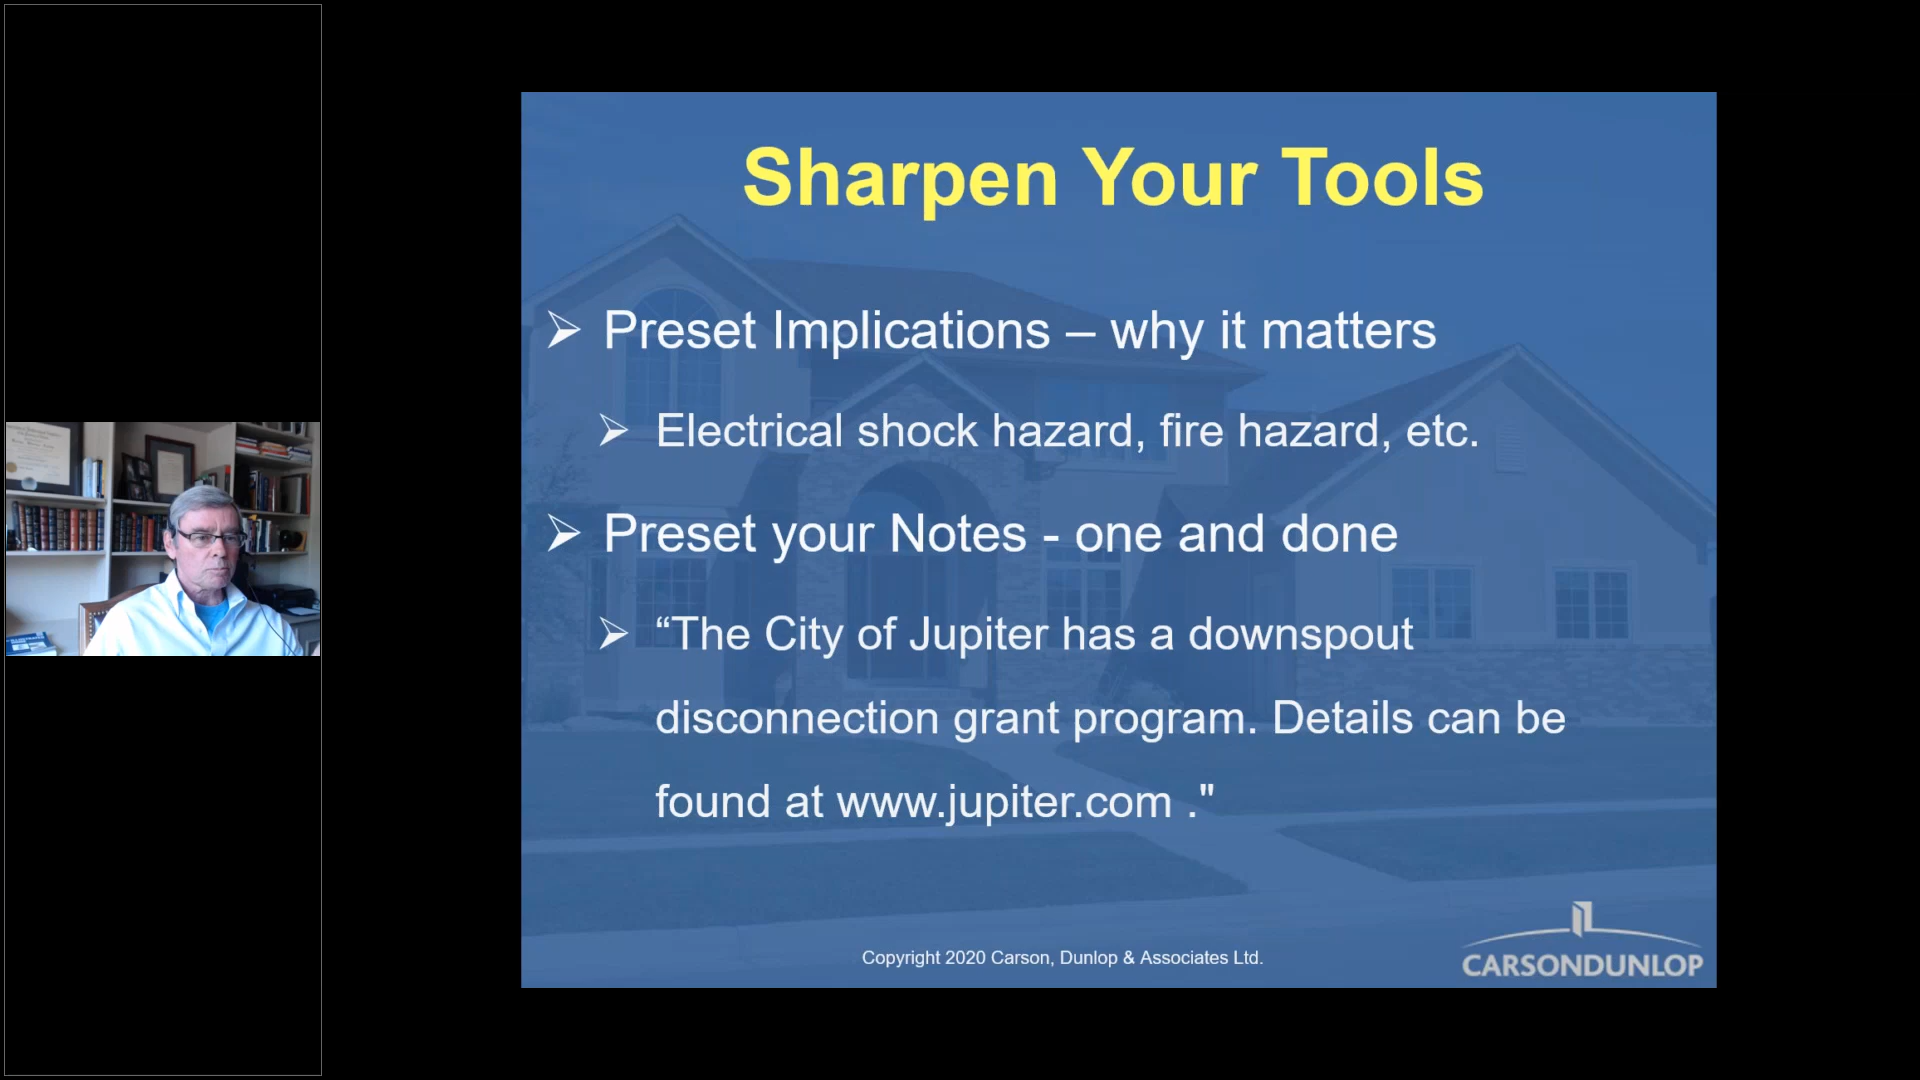 Sharpen Your Tools
➢ Preset Implications – why it matters
➢ Electrical shock hazard, fire hazard, etc.
➢ Preset your Notes - one and done
➢ “The City of Jupiter has a downspout
disconnection grant program. Details can be
found at www.jupiter.com ."
Copyright 2020 Carson, Dunlop & Associates Ltd.
CARSONDUNLOP